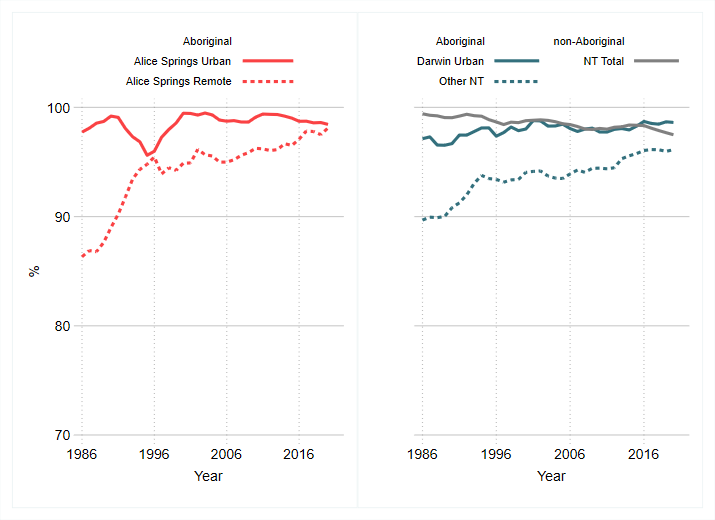 Aboriginal
Alice Springs Urban
Alice Springs Remote
Aboriginal non-Aboriginal
Darwin Urban NT Total
Other NT
100
90
%
80
70
1986 1996 2006 2016
Year
1986 1996 2006 2016
Year